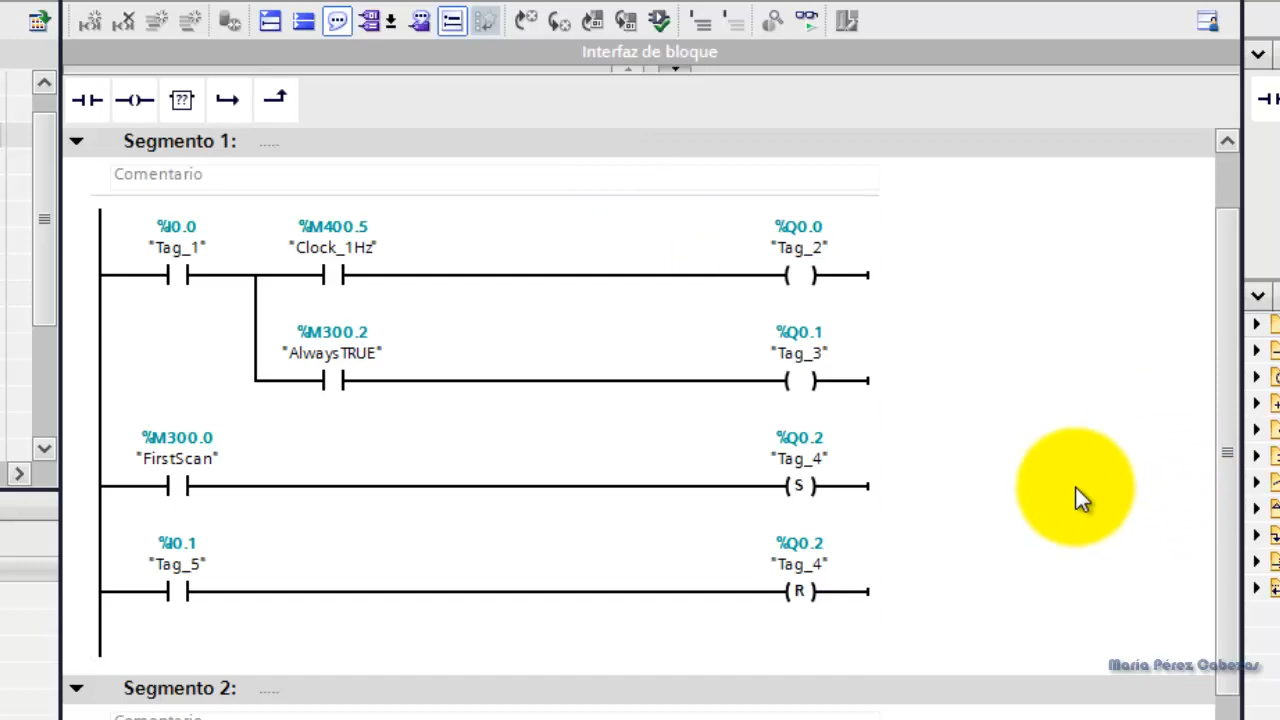 Interfaz de bloque
??
Segmento 1: .....
Comentario
%I0.0 %M400.5 %Q0.0
"Tag_1" "Clock_1Hz" "Tag_2"
%M300.2 %Q0.1
"AlwaysTRUE" "Tag_3"
%M300.0 %Q0.2
"FirstScan" "Tag_4"
S
%I0.1 %Q0.2
"Tag_5" "Tag_4"
R
María Pérez Cabezas
Segmento 2: .....
Comentario